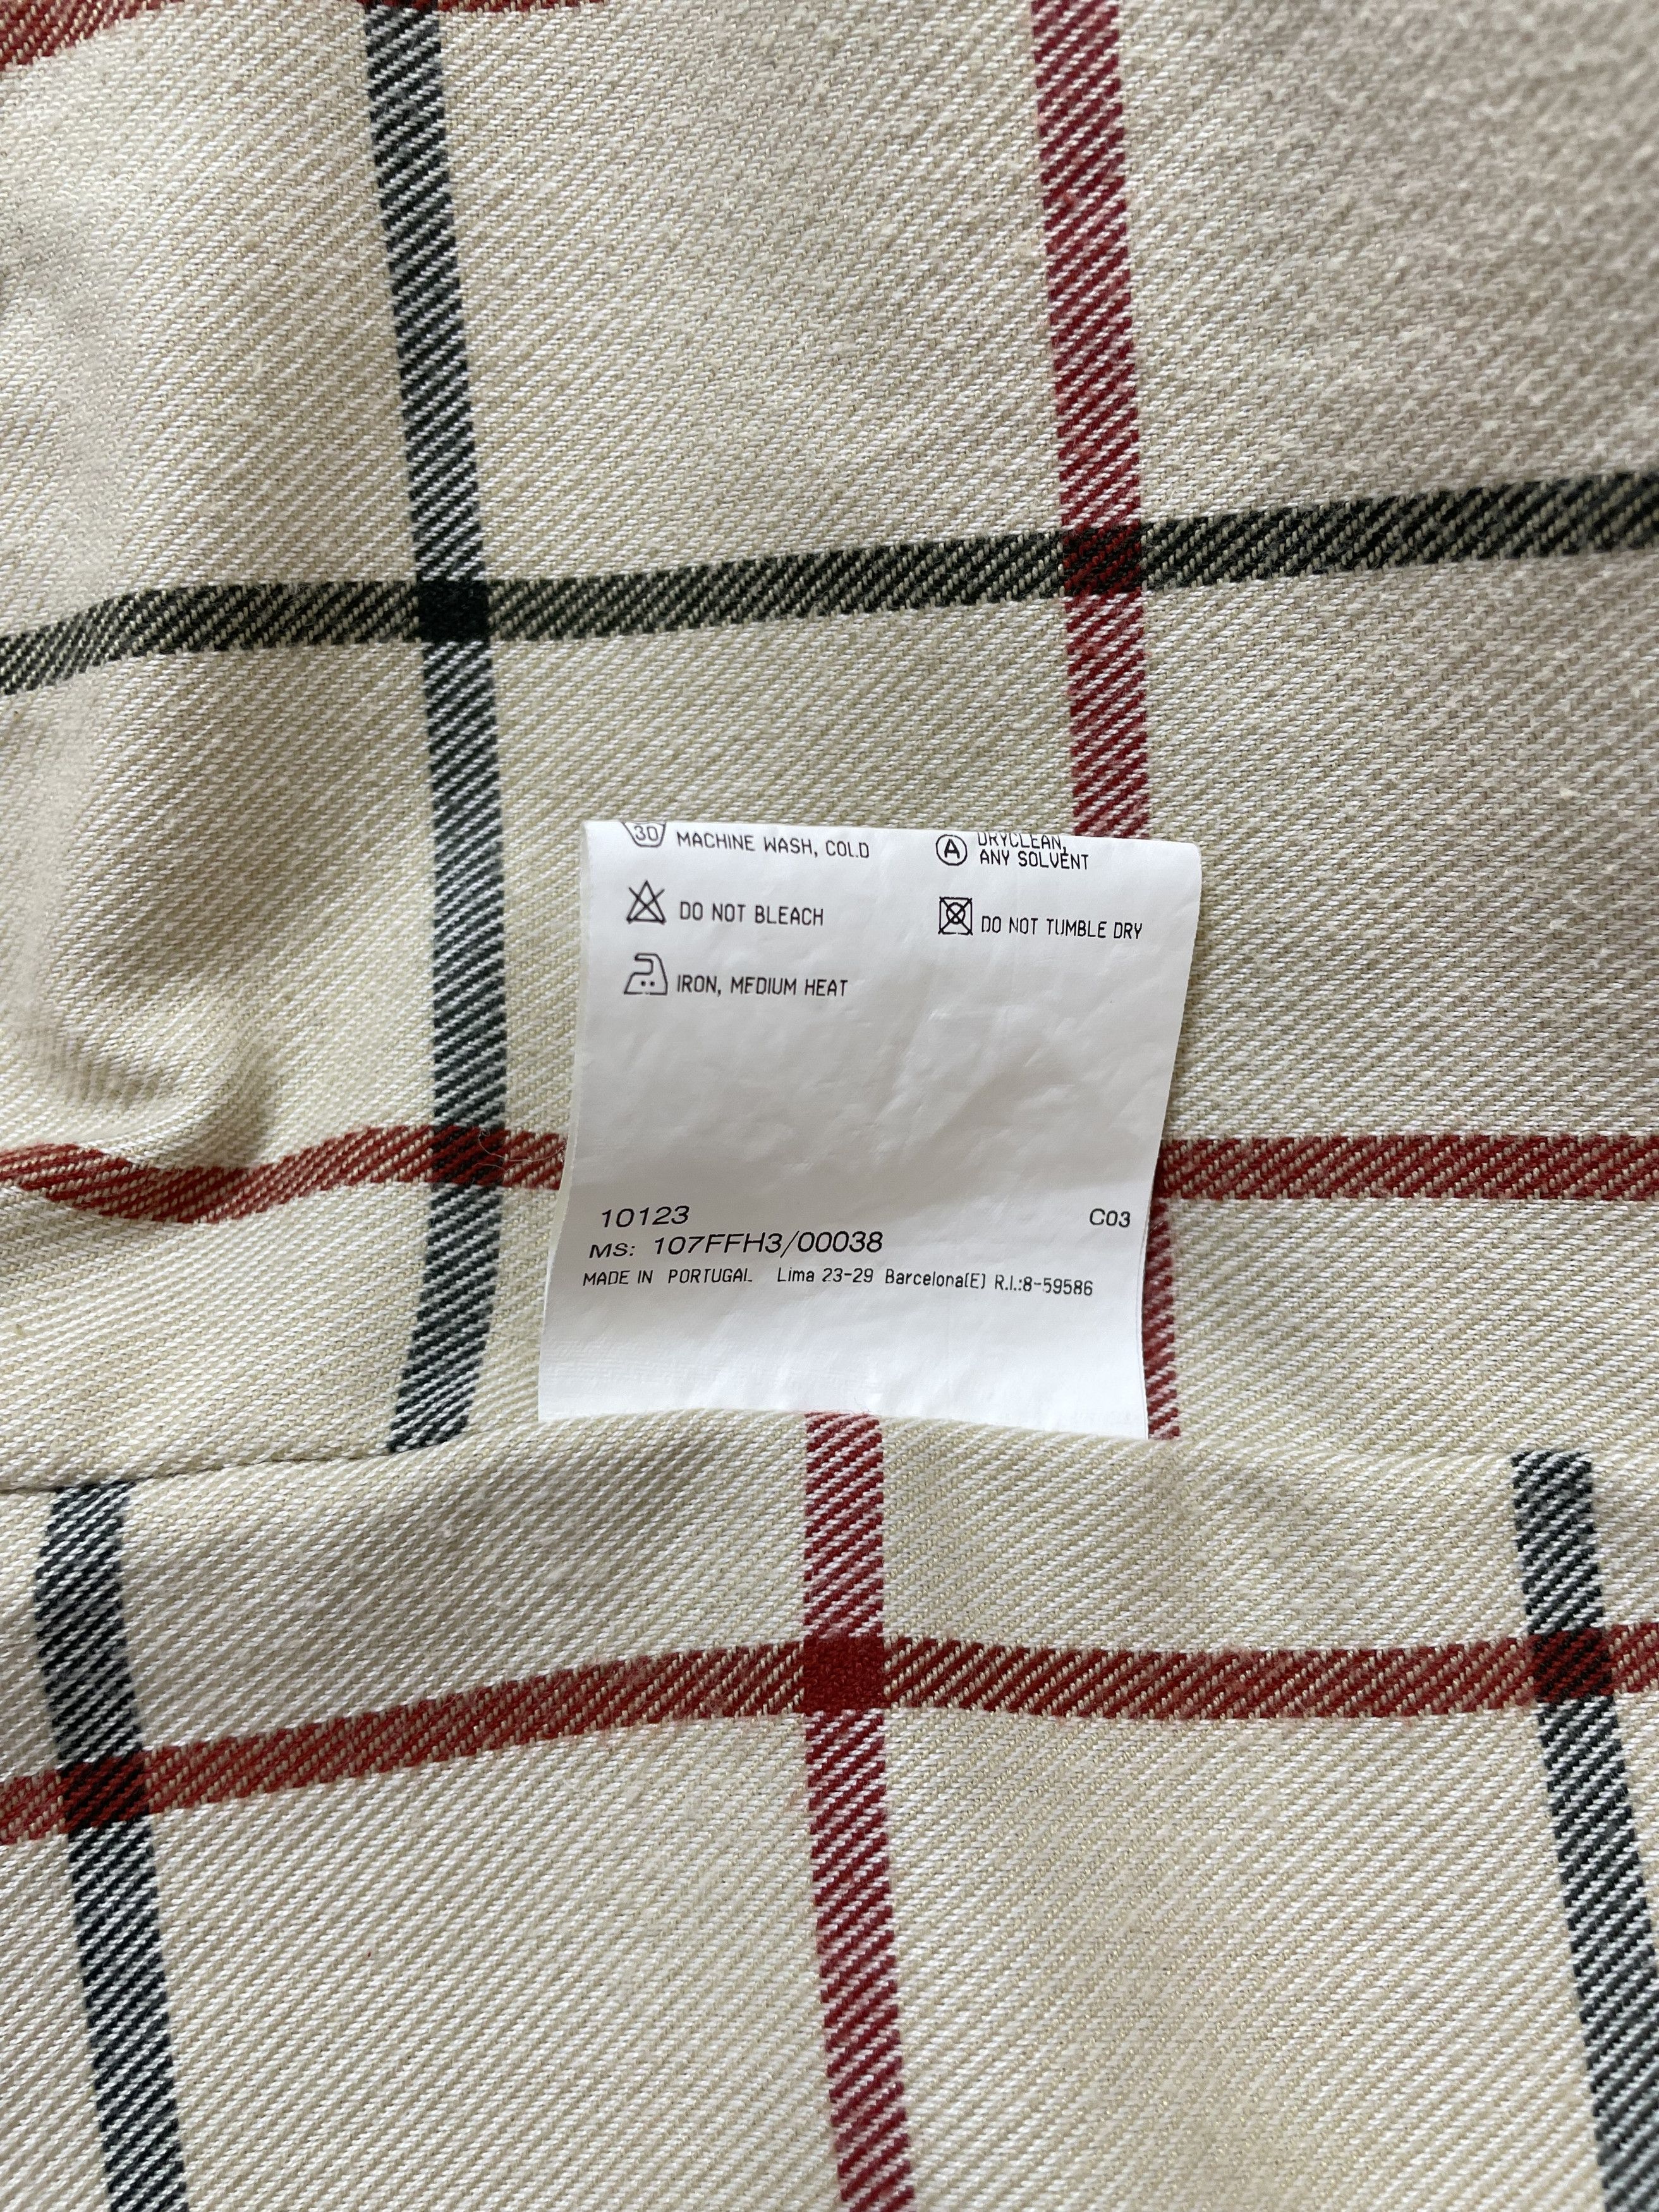 30 MACHINE WASH, COLD
A DRYCLEAN,
ANY SOLVENT
DO NOT BLEACH
DO NOT TUMBLE DRY
IRON, MEDIUM HEAT
10123 C03
MS: 107FFH3/00038
MADE IN PORTUGAL Lima 23-29 Barcelona(E) R.I.:8-59586